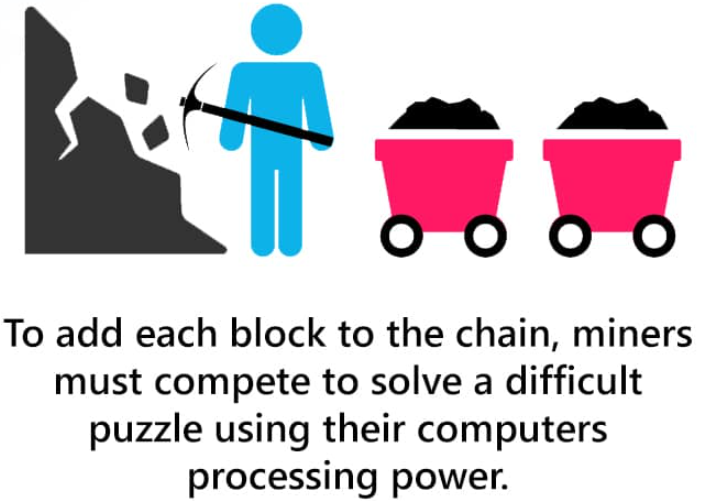 To add each block to the chain, miners
must compete to solve a difficult
puzzle using their computers
processing power.